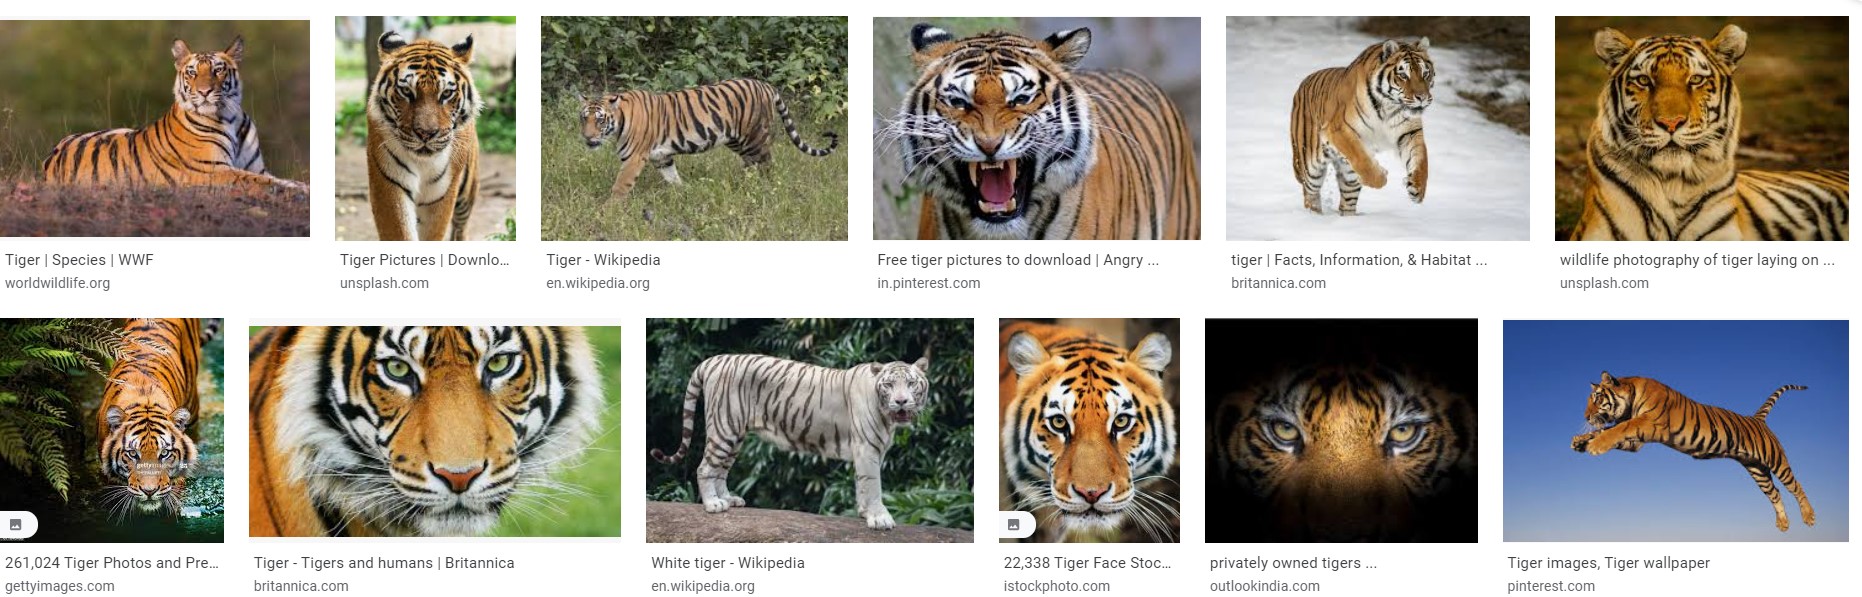 Tiger | Species | WWF
worldwildlife.org
Tiger Pictures | Downlo...
unsplash.com
Tiger - Wikipedia
en.wikipedia.org
Free tiger pictures to download | Angry ...
in.pinterest.com
tiger | Facts, Information, & Habitat ...
britannica.com
wildlife photography of tiger laying on ...
unsplash.com
gettyimages
261,024 Tiger Photos and Pre...
gettyimages.com
Tiger - Tigers and humans | Britannica
britannica.com
White tiger - Wikipedia
en.wikipedia.org
22,338 Tiger Face Stoc...
istockphoto.com
privately owned tigers ...
outlookindia.com
Tiger images, Tiger wallpaper
pinterest.com